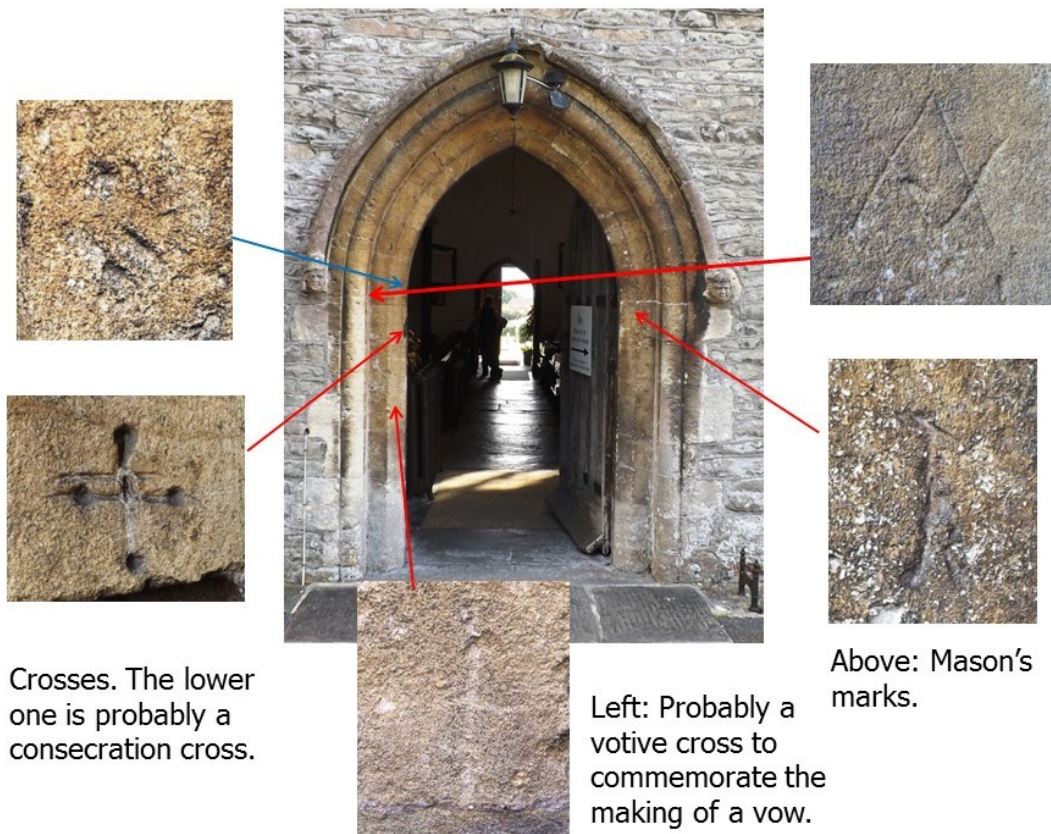 Crosses. The lower
one is probably a
consecration cross.
Left: Probably a
votive cross to
commemorate the
making of a vow.
Above: Mason's
marks.